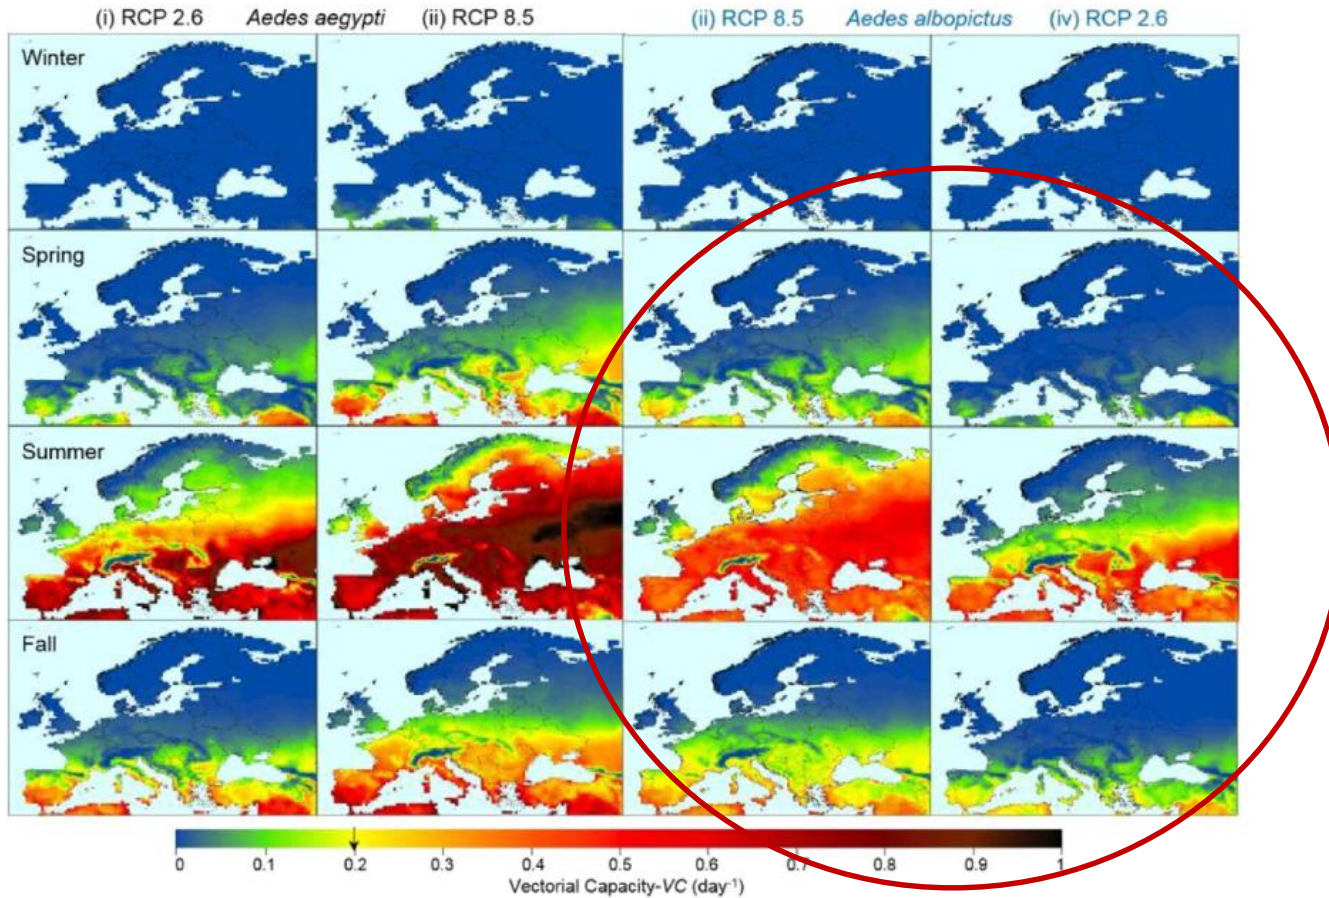 (i) RCP 2.6 Aedes aegypti (ii) RCP 8.5 (ii) RCP 8.5 Aedes albopictus (iv) RCP 2.6
Winter
Spring
Summer
Fall
0 0.1 0.2 0.3 0.4 0.5 0.6 0.7 0.8 0.9 1
Vectorial Capacity-VC (day⁻¹)